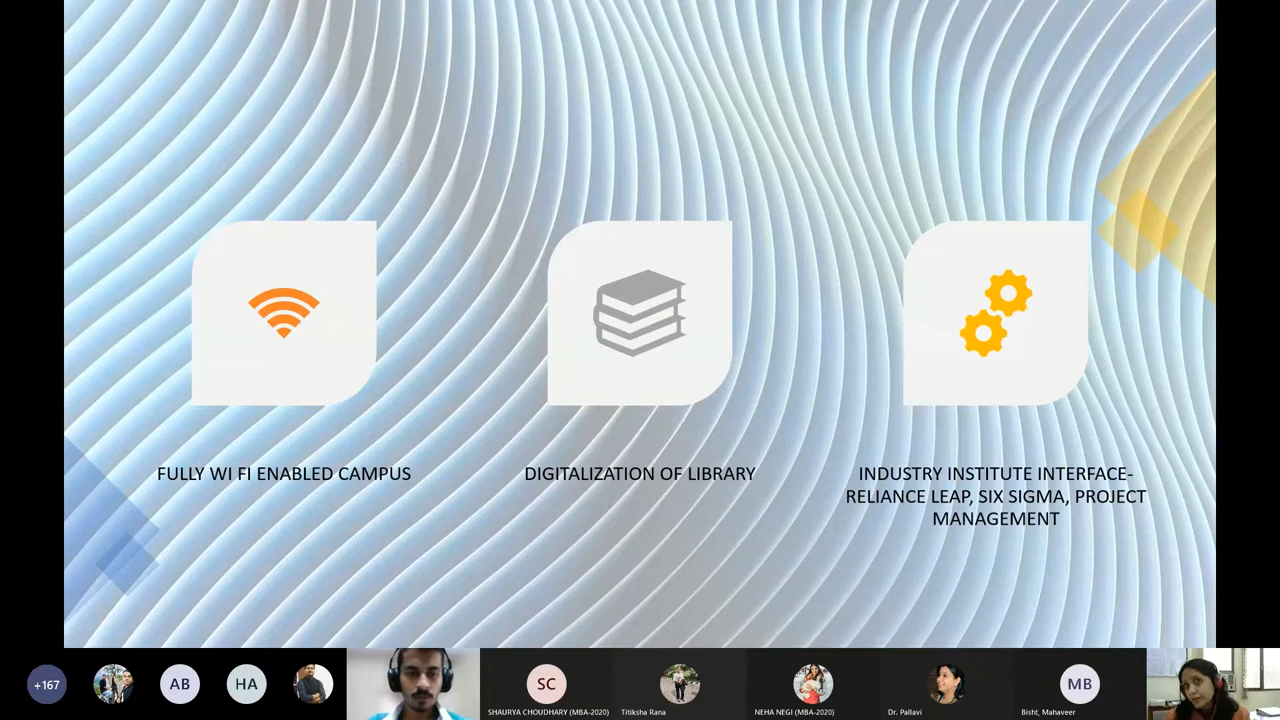 FULLY WI FI ENABLED CAMPUS
DIGITALIZATION OF LIBRARY
INDUSTRY INSTITUTE INTERFACE-
RELIANCE LEAP, SIX SIGMA, PROJECT
MANAGEMENT
+167
AB
HA
SC
MB
SHAURYA CHOUDHARY (MBA-2020)
Titiksha Rana
NEHA NEGI (MBA-2020)
Dr. Pallavi
Bisht, Mahaveer